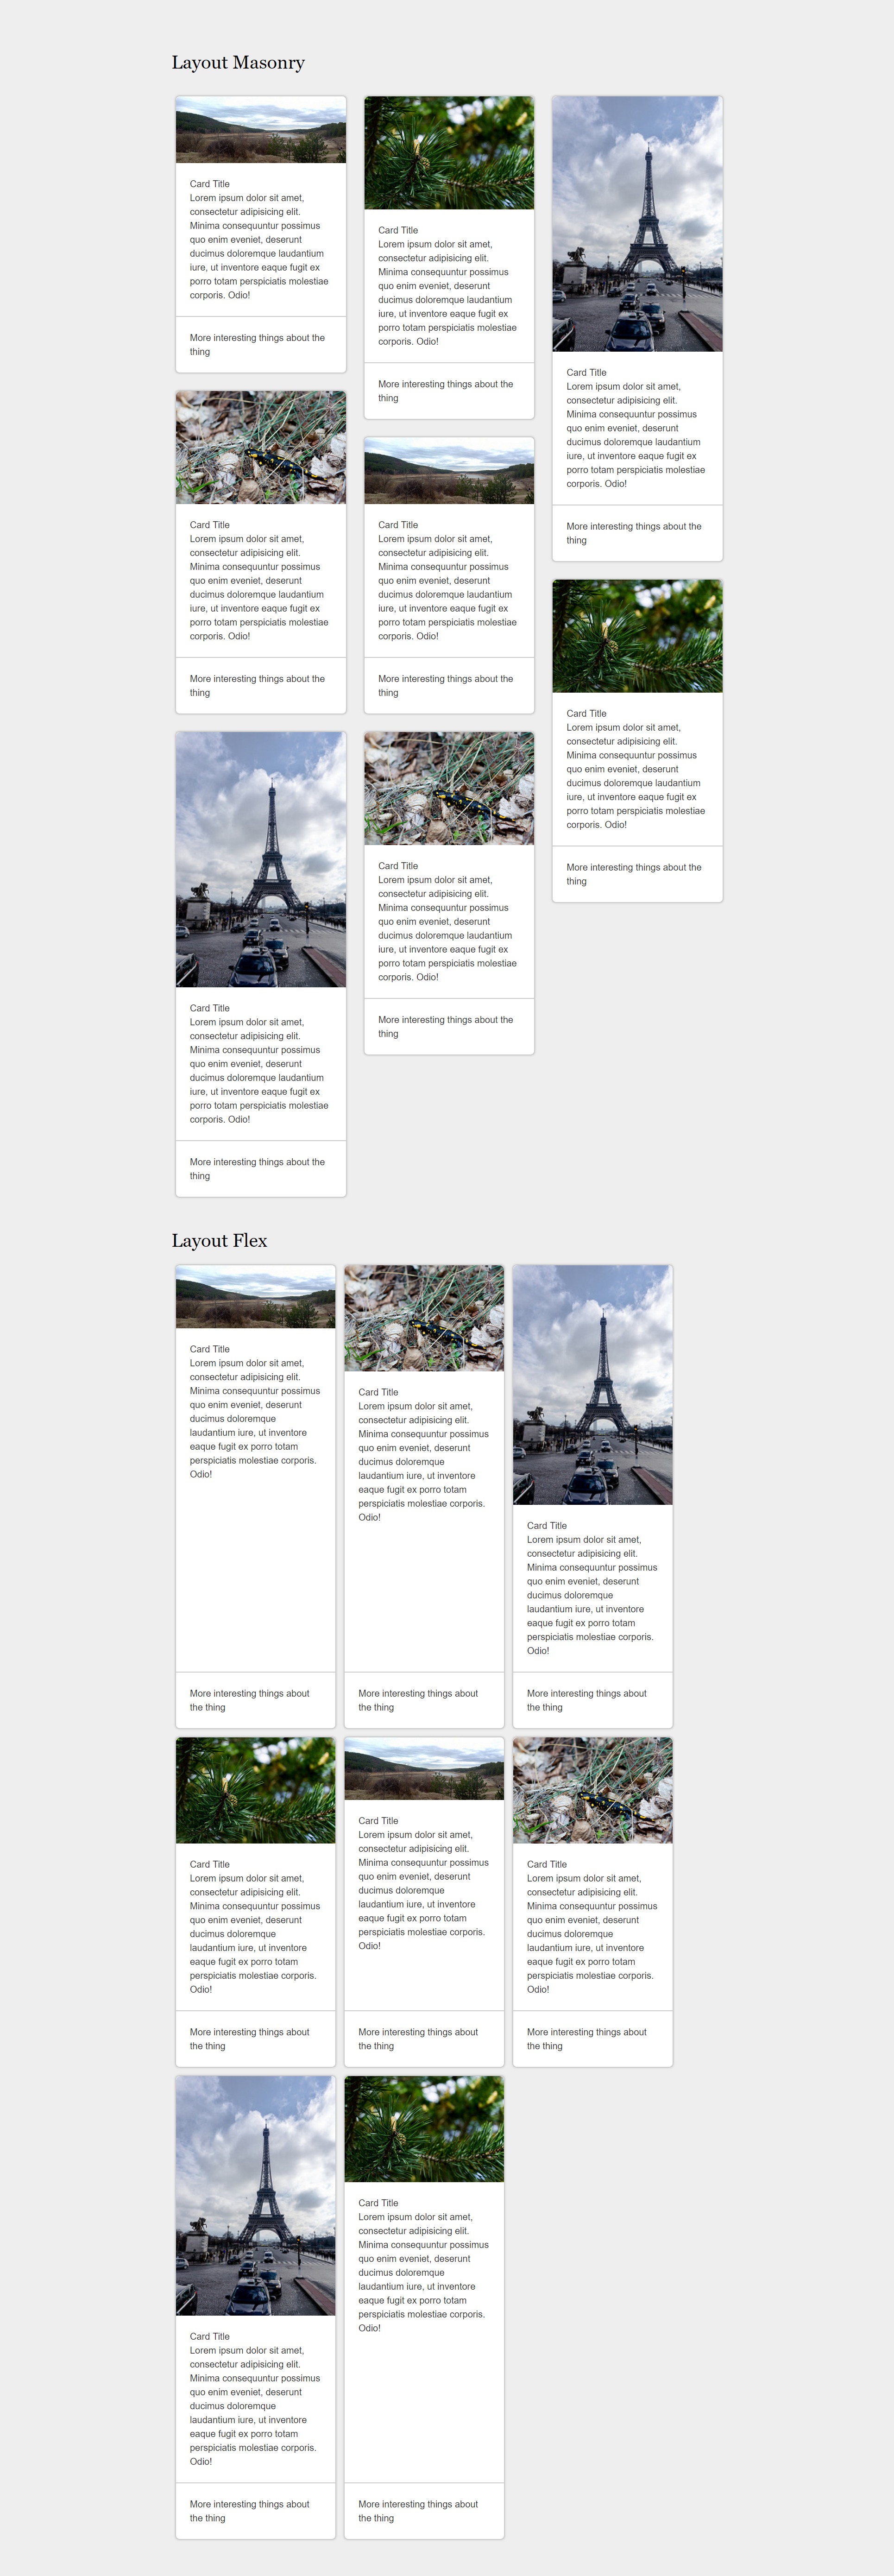 Layout Masonry
Card Title
Lorem ipsum dolor sit amet,
consectetur adipisicing elit.
Minima consequuntur possimus
quo enim eveniet, deserunt
ducimus doloremque laudantium
iure, ut inventore eaque fugit ex
porro totam perspiciatis molestiae
corporis. Odio!
More interesting things about the
thing
Card Title
Lorem ipsum dolor sit amet,
consectetur adipisicing elit.
Minima consequuntur possimus
quo enim eveniet, deserunt
ducimus doloremque laudantium
iure, ut inventore eaque fugit ex
porro totam perspiciatis molestiae
corporis. Odio!
More interesting things about the
thing
Card Title
Lorem ipsum dolor sit amet,
consectetur adipisicing elit.
Minima consequuntur possimus
quo enim eveniet, deserunt
ducimus doloremque laudantium
iure, ut inventore eaque fugit ex
porro totam perspiciatis molestiae
corporis. Odio!
More interesting things about the
thing
Card Title
Lorem ipsum dolor sit amet,
consectetur adipisicing elit.
Minima consequuntur possimus
quo enim eveniet, deserunt
ducimus doloremque laudantium
iure, ut inventore eaque fugit ex
porro totam perspiciatis molestiae
corporis. Odio!
More interesting things about the
thing
Card Title
Lorem ipsum dolor sit amet,
consectetur adipisicing elit.
Minima consequuntur possimus
quo enim eveniet, deserunt
ducimus doloremque laudantium
iure, ut inventore eaque fugit ex
porro totam perspiciatis molestiae
corporis. Odio!
More interesting things about the
thing
Card Title
Lorem ipsum dolor sit amet,
consectetur adipisicing elit.
Minima consequuntur possimus
quo enim eveniet, deserunt
ducimus doloremque laudantium
iure, ut inventore eaque fugit ex
porro totam perspiciatis molestiae
corporis. Odio!
More interesting things about the
thing
Card Title
Lorem ipsum dolor sit amet,
consectetur adipisicing elit.
Minima consequuntur possimus
quo enim eveniet, deserunt
ducimus doloremque laudantium
iure, ut inventore eaque fugit ex
porro totam perspiciatis molestiae
corporis. Odio!
More interesting things about the
thing
Card Title
Lorem ipsum dolor sit amet,
consectetur adipisicing elit.
Minima consequuntur possimus
quo enim eveniet, deserunt
ducimus doloremque laudantium
iure, ut inventore eaque fugit ex
porro totam perspiciatis molestiae
corporis. Odio!
More interesting things about the
thing
Layout Flex
Card Title
Lorem ipsum dolor sit amet,
consectetur adipisicing elit.
Minima consequuntur possimus
quo enim eveniet, deserunt
ducimus doloremque
laudantium iure, ut inventore
eaque fugit ex porro totam
perspiciatis molestiae corporis.
Odio!
More interesting things about
the thing
Card Title
Lorem ipsum dolor sit amet,
consectetur adipisicing elit.
Minima consequuntur possimus
quo enim eveniet, deserunt
ducimus doloremque
laudantium iure, ut inventore
eaque fugit ex porro totam
perspiciatis molestiae corporis.
Odio!
More interesting things about
the thing
Card Title
Lorem ipsum dolor sit amet,
consectetur adipisicing elit.
Minima consequuntur possimus
quo enim eveniet, deserunt
ducimus doloremque
laudantium iure, ut inventore
eaque fugit ex porro totam
perspiciatis molestiae corporis.
Odio!
More interesting things about
the thing
Card Title
Lorem ipsum dolor sit amet,
consectetur adipisicing elit.
Minima consequuntur possimus
quo enim eveniet, deserunt
ducimus doloremque
laudantium iure, ut inventore
eaque fugit ex porro totam
perspiciatis molestiae corporis.
Odio!
More interesting things about
the thing
Card Title
Lorem ipsum dolor sit amet,
consectetur adipisicing elit.
Minima consequuntur possimus
quo enim eveniet, deserunt
ducimus doloremque
laudantium iure, ut inventore
eaque fugit ex porro totam
perspiciatis molestiae corporis.
Odio!
More interesting things about
the thing
Card Title
Lorem ipsum dolor sit amet,
consectetur adipisicing elit.
Minima consequuntur possimus
quo enim eveniet, deserunt
ducimus doloremque
laudantium iure, ut inventore
eaque fugit ex porro totam
perspiciatis molestiae corporis.
Odio!
More interesting things about
the thing
Card Title
Lorem ipsum dolor sit amet,
consectetur adipisicing elit.
Minima consequuntur possimus
quo enim eveniet, deserunt
ducimus doloremque
laudantium iure, ut inventore
eaque fugit ex porro totam
perspiciatis molestiae corporis.
Odio!
More interesting things about
the thing
Card Title
Lorem ipsum dolor sit amet,
consectetur adipisicing elit.
Minima consequuntur possimus
quo enim eveniet, deserunt
ducimus doloremque
laudantium iure, ut inventore
eaque fugit ex porro totam
perspiciatis molestiae corporis.
Odio!
More interesting things about
the thing